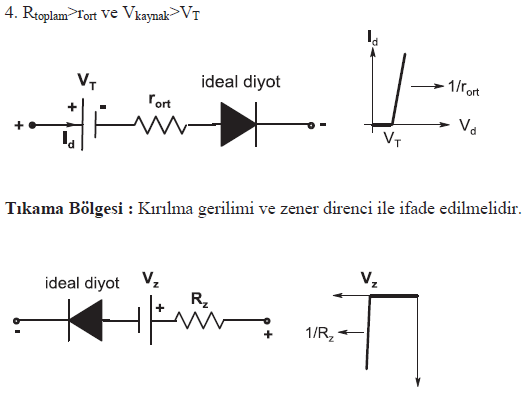 4. Rtoplam>rort ve Vkaynak>VT
Id
VT
rort
ideal diyot
+
-
+
-
Id
1/rort
Vd
VT
Tıkama Bölgesi : Kırılma gerilimi ve zener direnci ile ifade edilmelidir.
ideal diyot
Vz
Vz
+
Rz
1/Rz
-
+